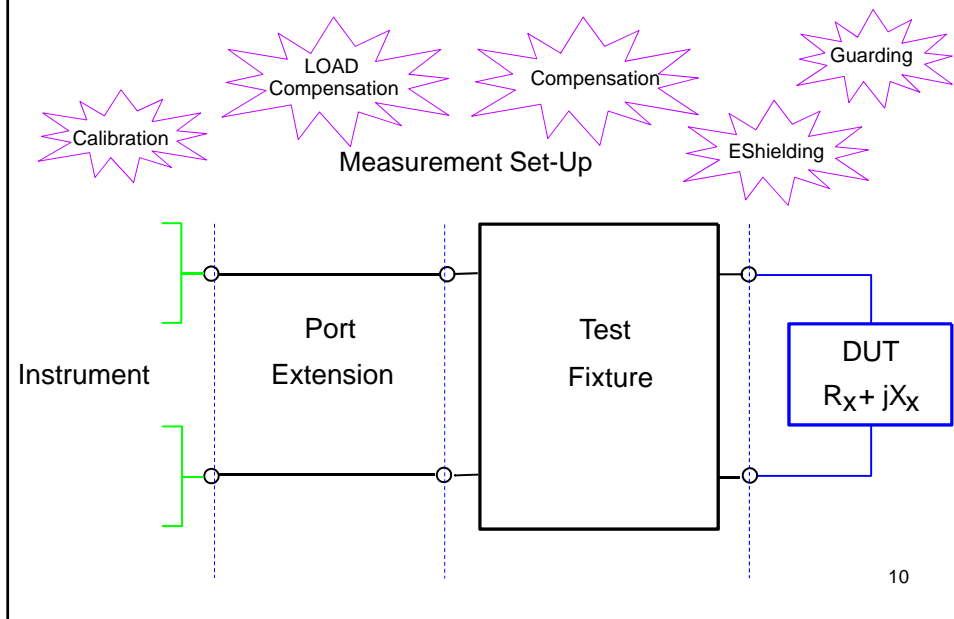 Guarding
LOAD
Compensation
Compensation
Calibration
EShielding
Measurement Set-Up
Port
Extension
Test
Fixture
Instrument
DUT
Rx + jXx
10